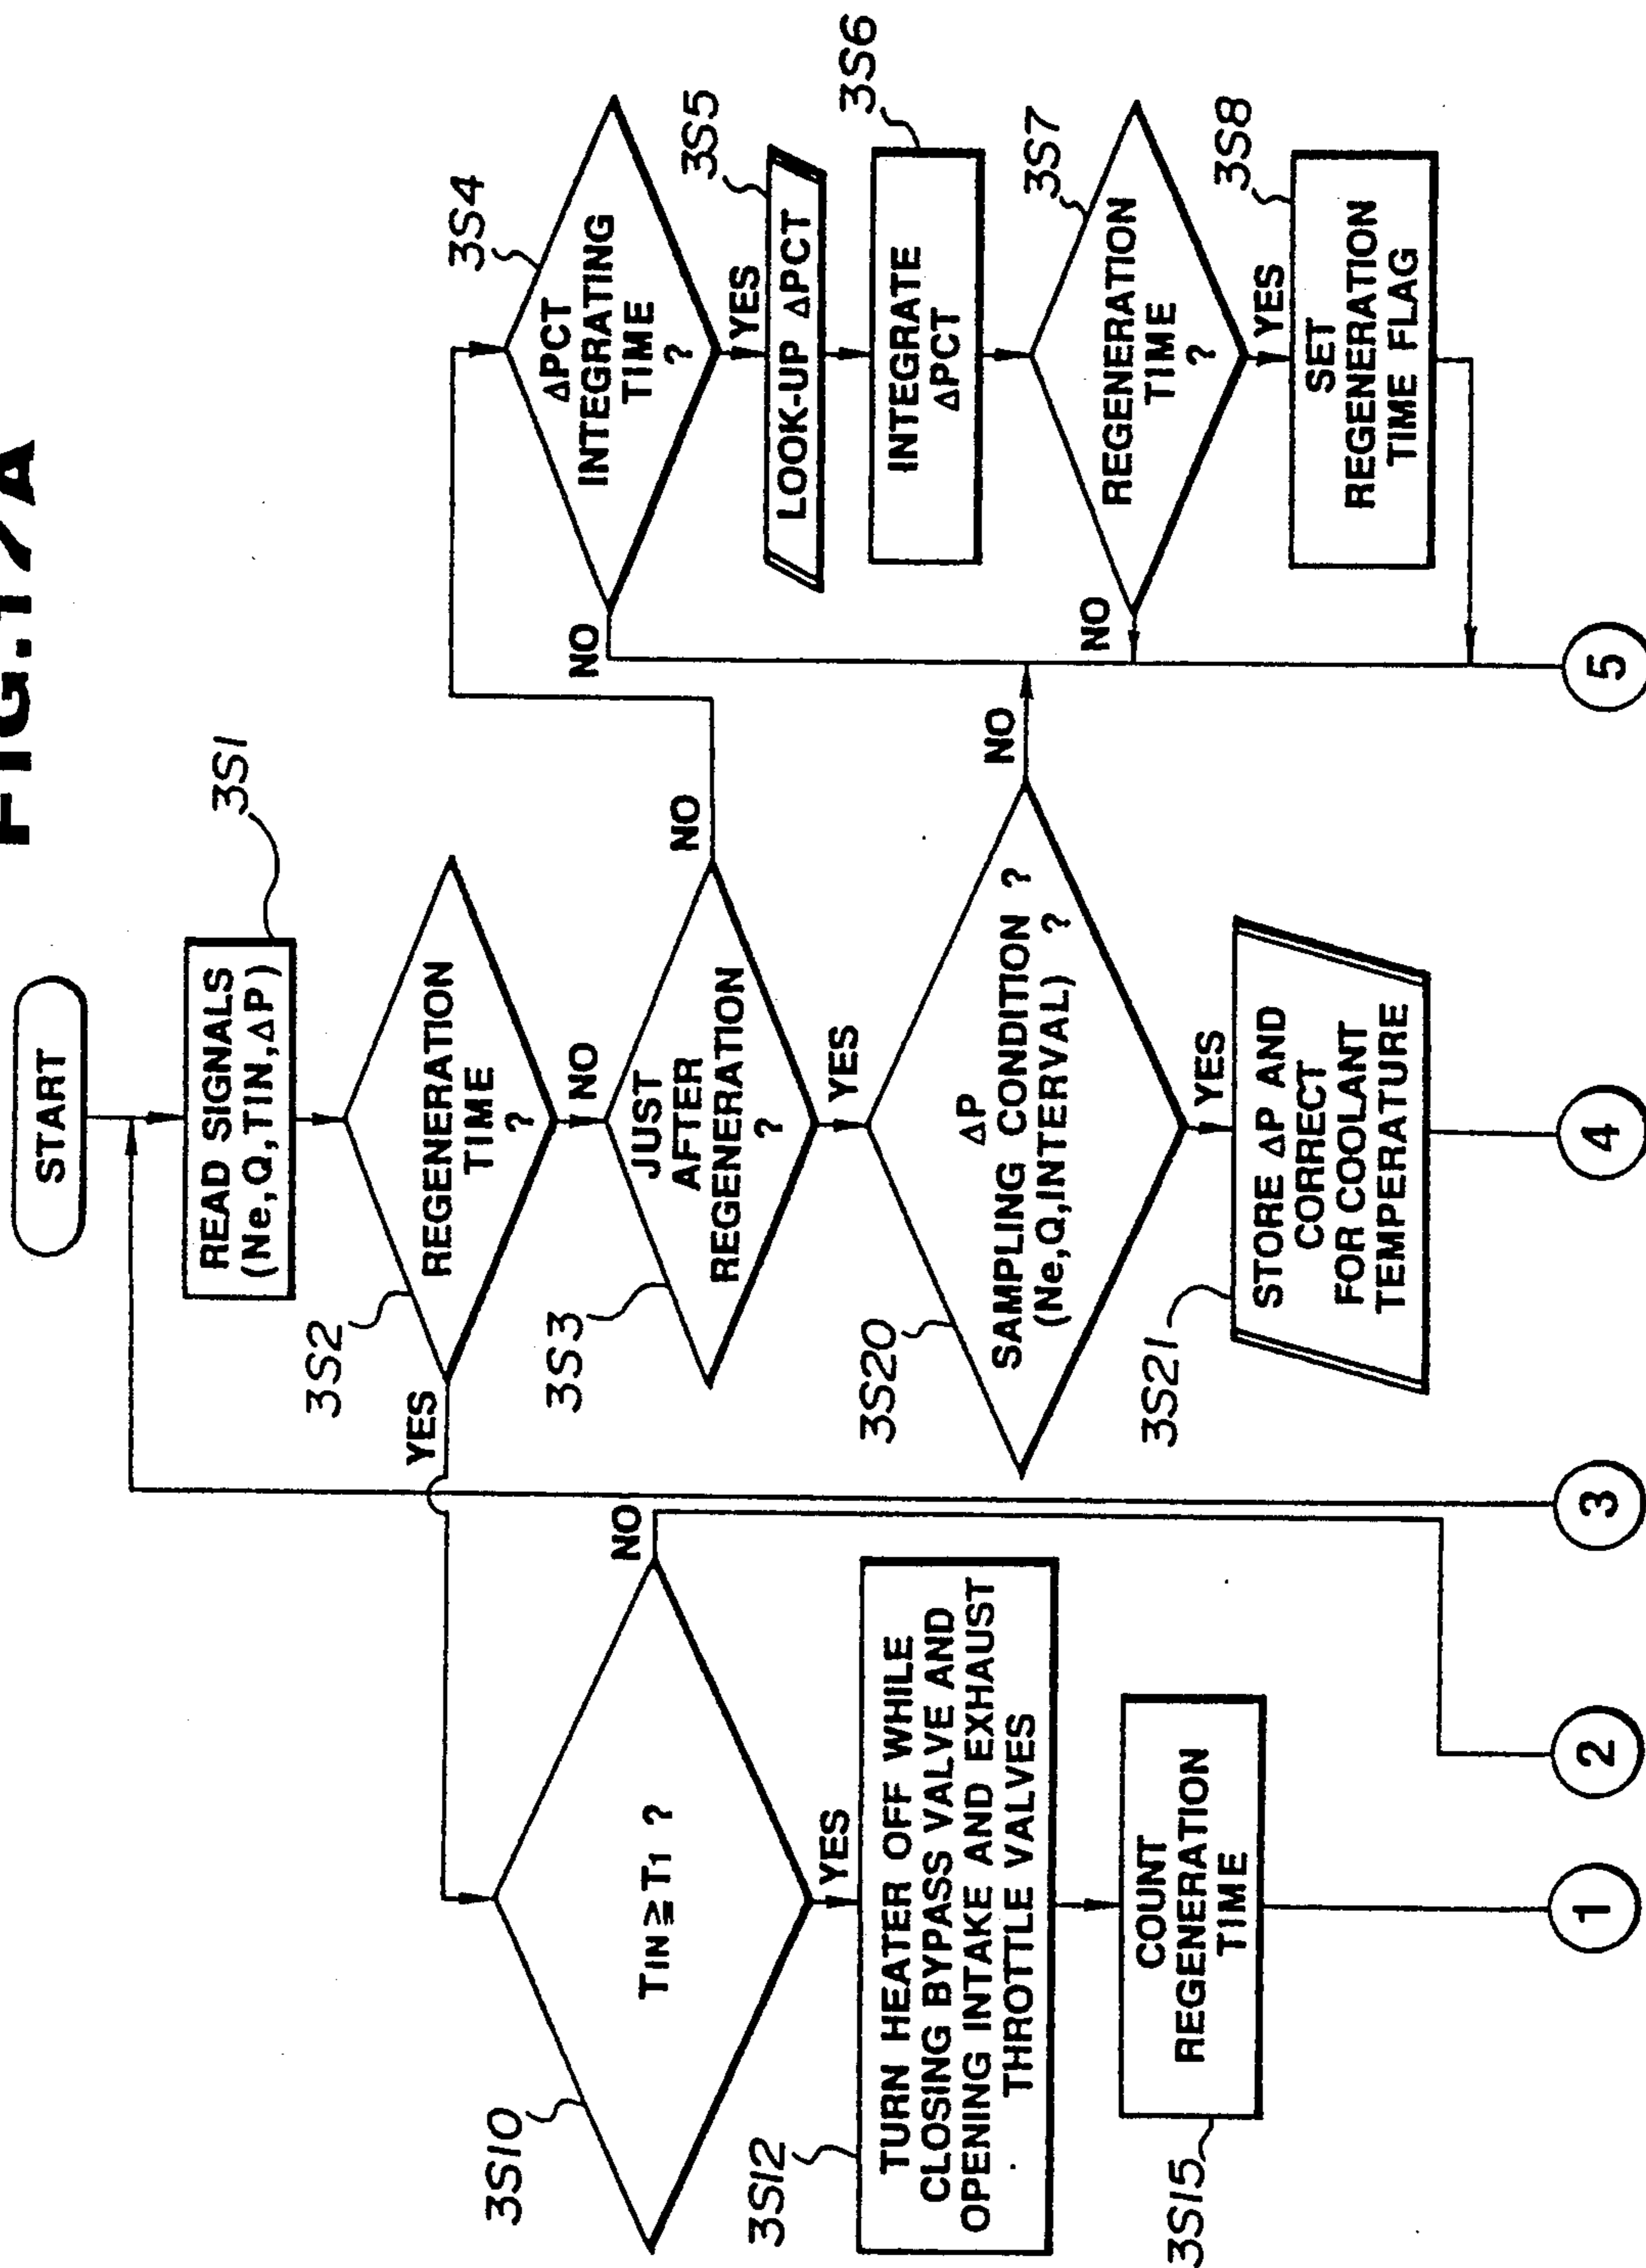 FIG.17A
START
3S1
READ SIGNALS
(Ne,Q,TIN,ΔP)
3S2
REGENERATION
TIME
?
YES
NO
3S3
JUST
AFTER
REGENERATION
?
NO
YES
3S20
ΔP
SAMPLING CONDITION ?
(Ne,Q,INTERVAL) ?
NO
YES
3S21
STORE ΔP AND
CORRECT
FOR COOLANT
TEMPERATURE
3S10
TIN≧T1 ?
NO
YES
3S12
TURN HEATER OFF WHILE
CLOSING BYPASS VALVE AND
OPENING INTAKE AND EXHAUST
THROTTLE VALVES
3S15
COUNT
REGENERATION
TIME
3S4
ΔPCT
INTEGRATING
TIME
?
NO
YES
3S5
LOOK-UP ΔPCT
3S6
INTEGRATE
ΔPCT
3S7
REGENERATION
TIME
?
NO
YES
3S8
SET
REGENERATION
TIME FLAG
1
2
3
4
5